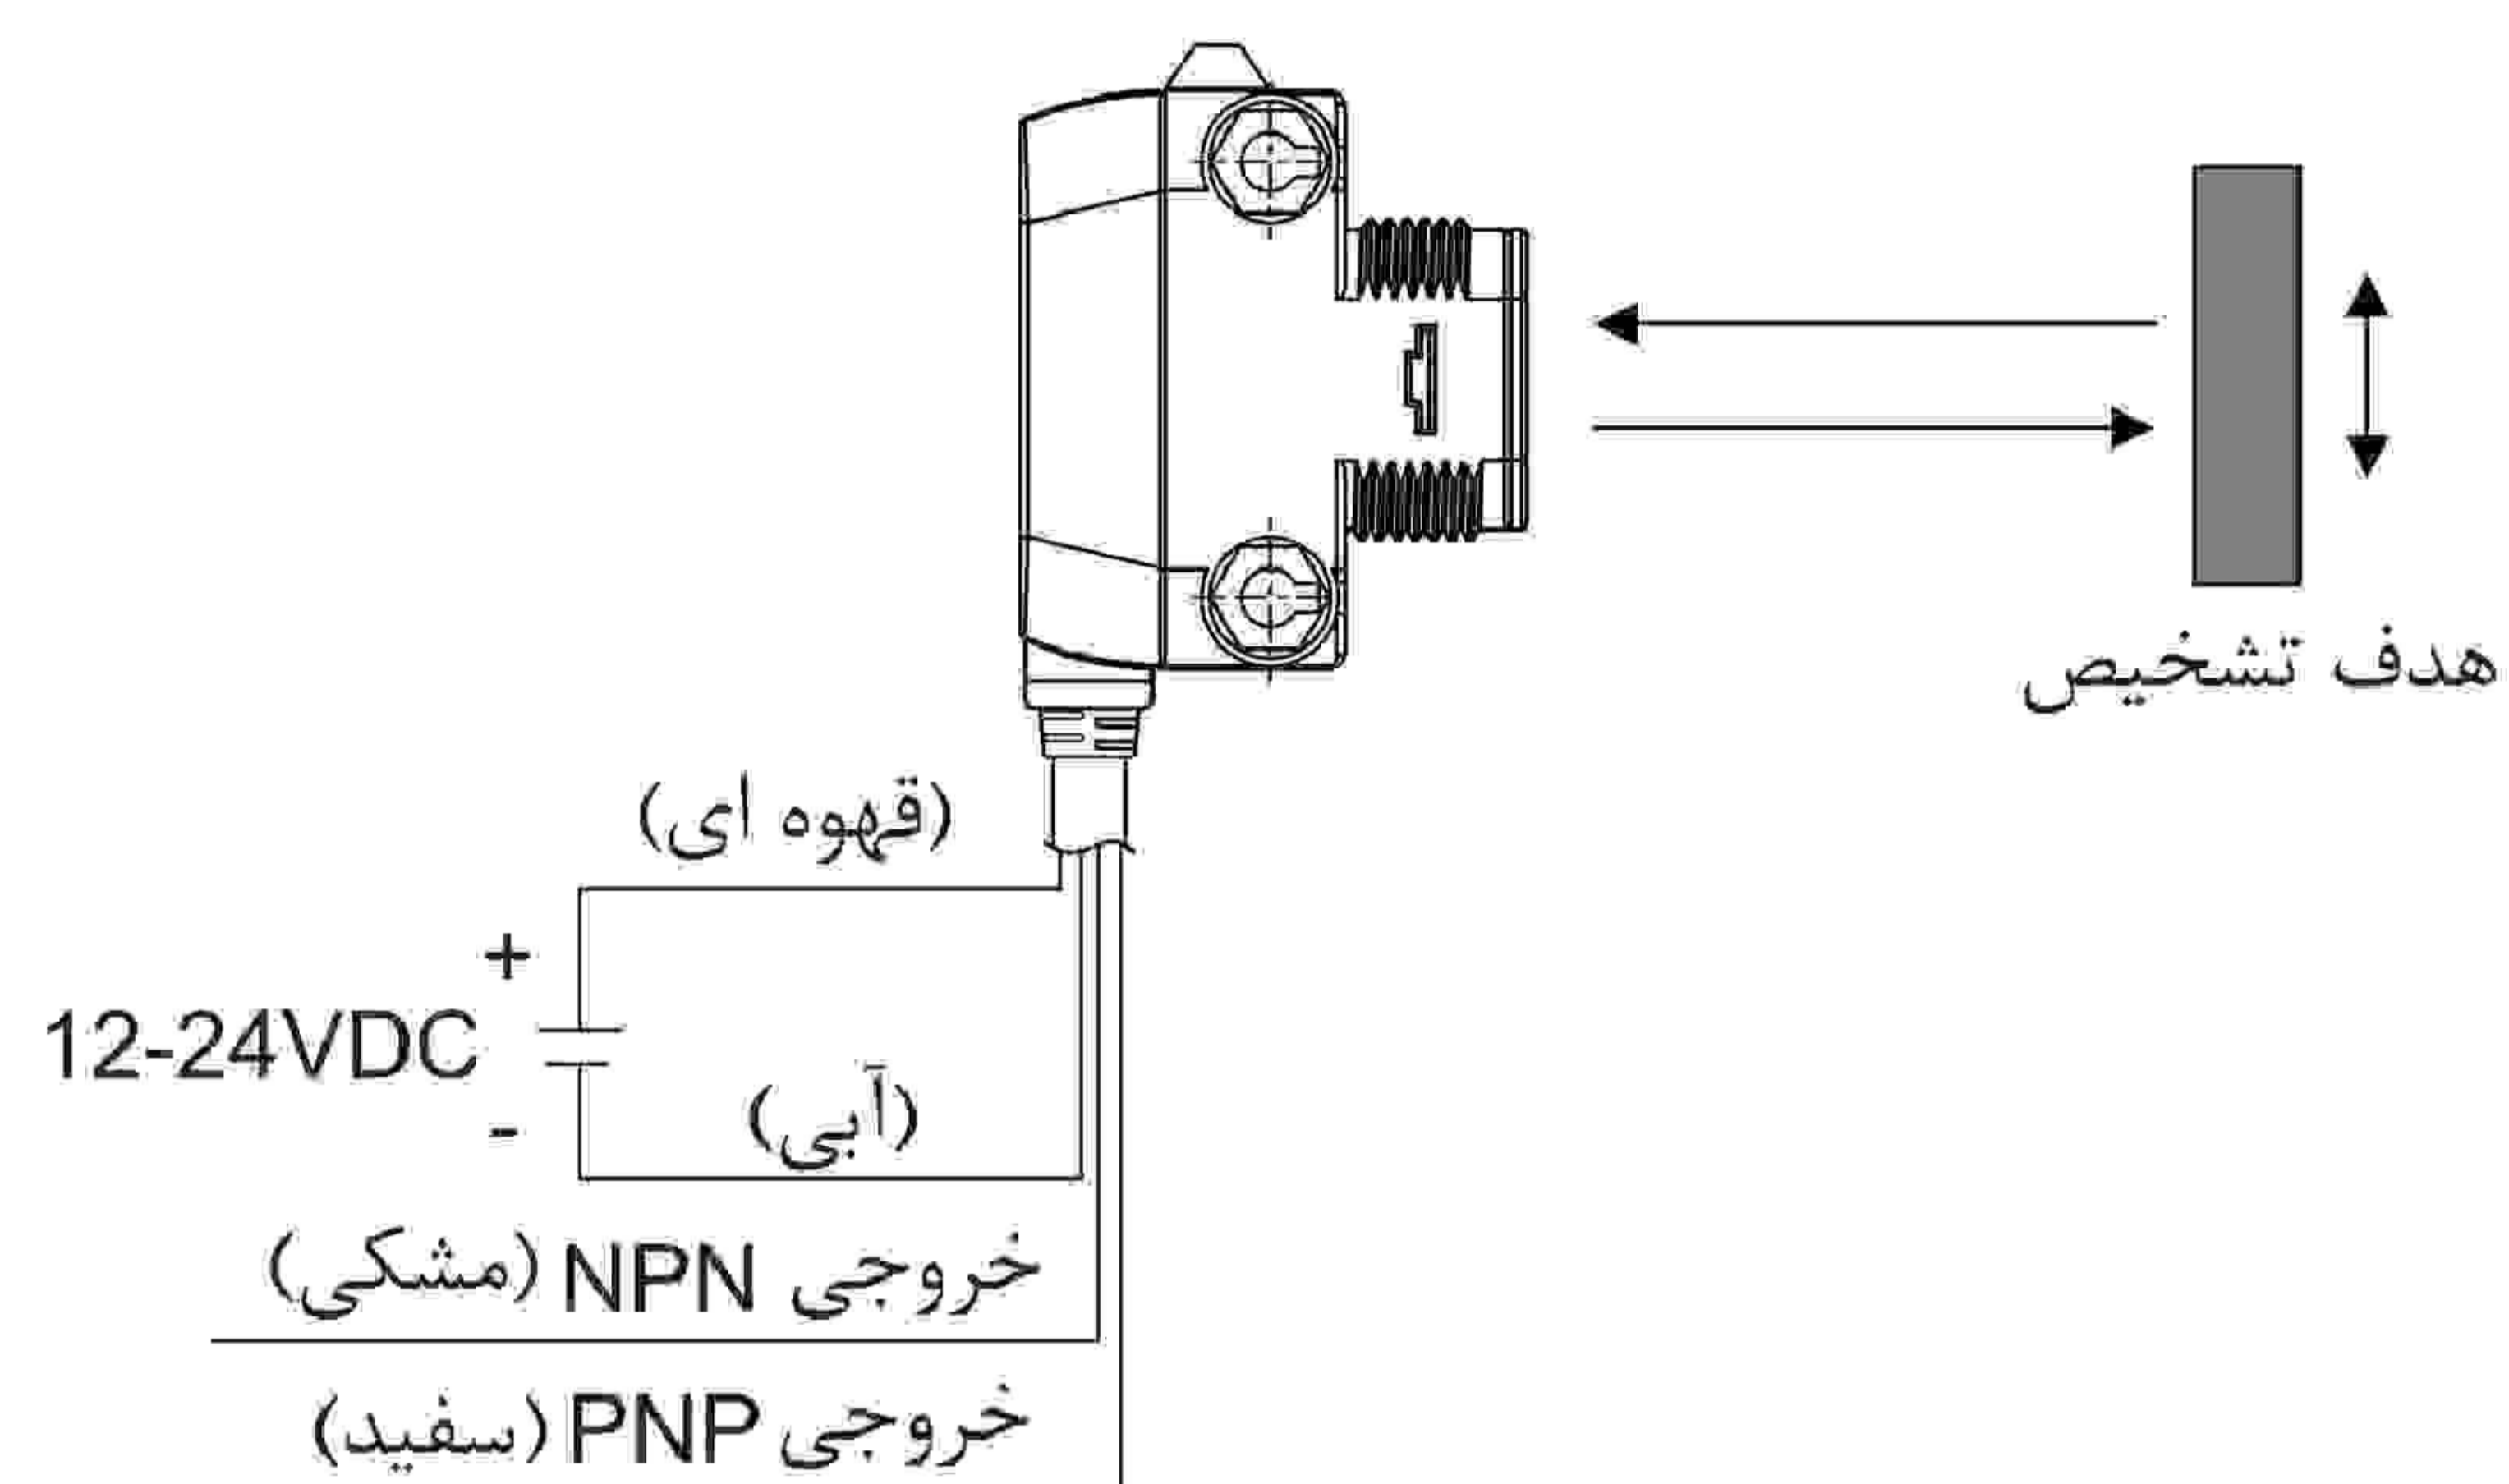 هدف تشخیص
(قهوه ای)
+
12-24VDC
-
(آبی)
خروجی NPN (مشکی)
خروجی PNP (سفید)